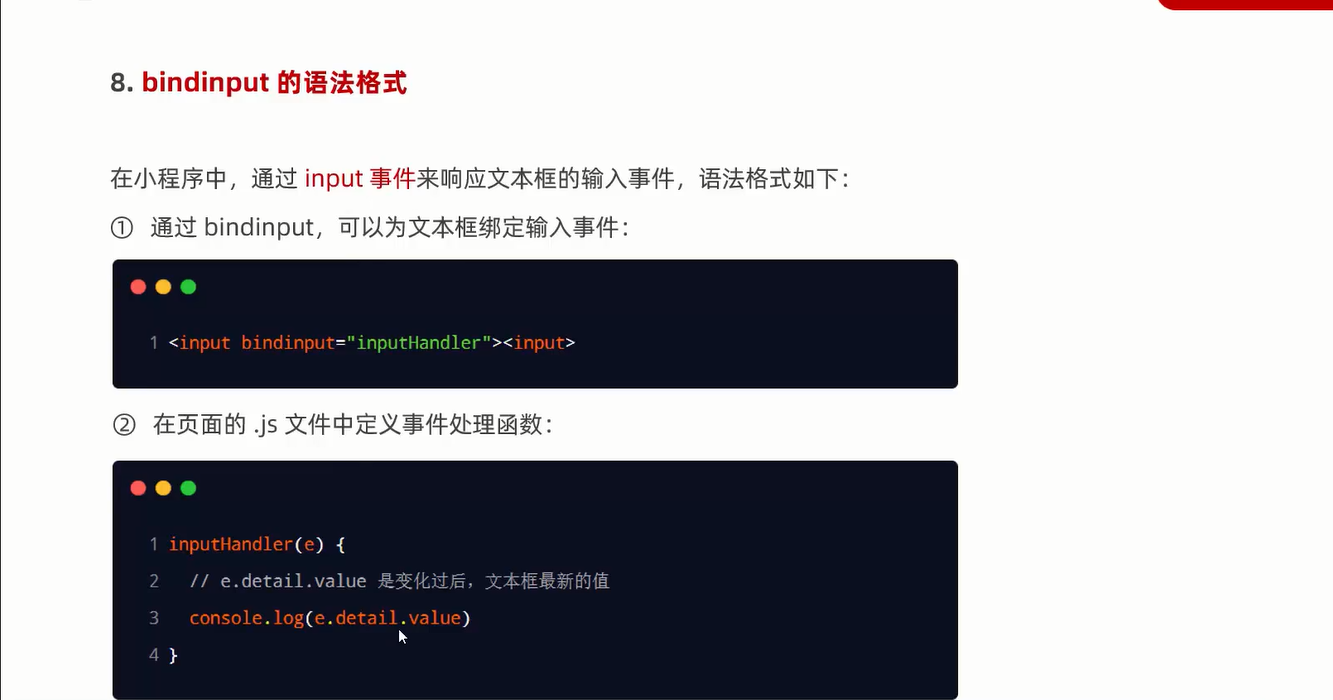 8. bindinput 的语法格式
在小程序中，通过 input 事件来响应文本框的输入事件，语法格式如下：
① 通过 bindinput，可以为文本框绑定输入事件：
1 <input bindinput="inputHandler"><input>
② 在页面的 .js 文件中定义事件处理函数：
1 inputHandler(e) {
2   // e.detail.value 是变化过后，文本框最新的值
3   console.log(e.detail.value)
4 }